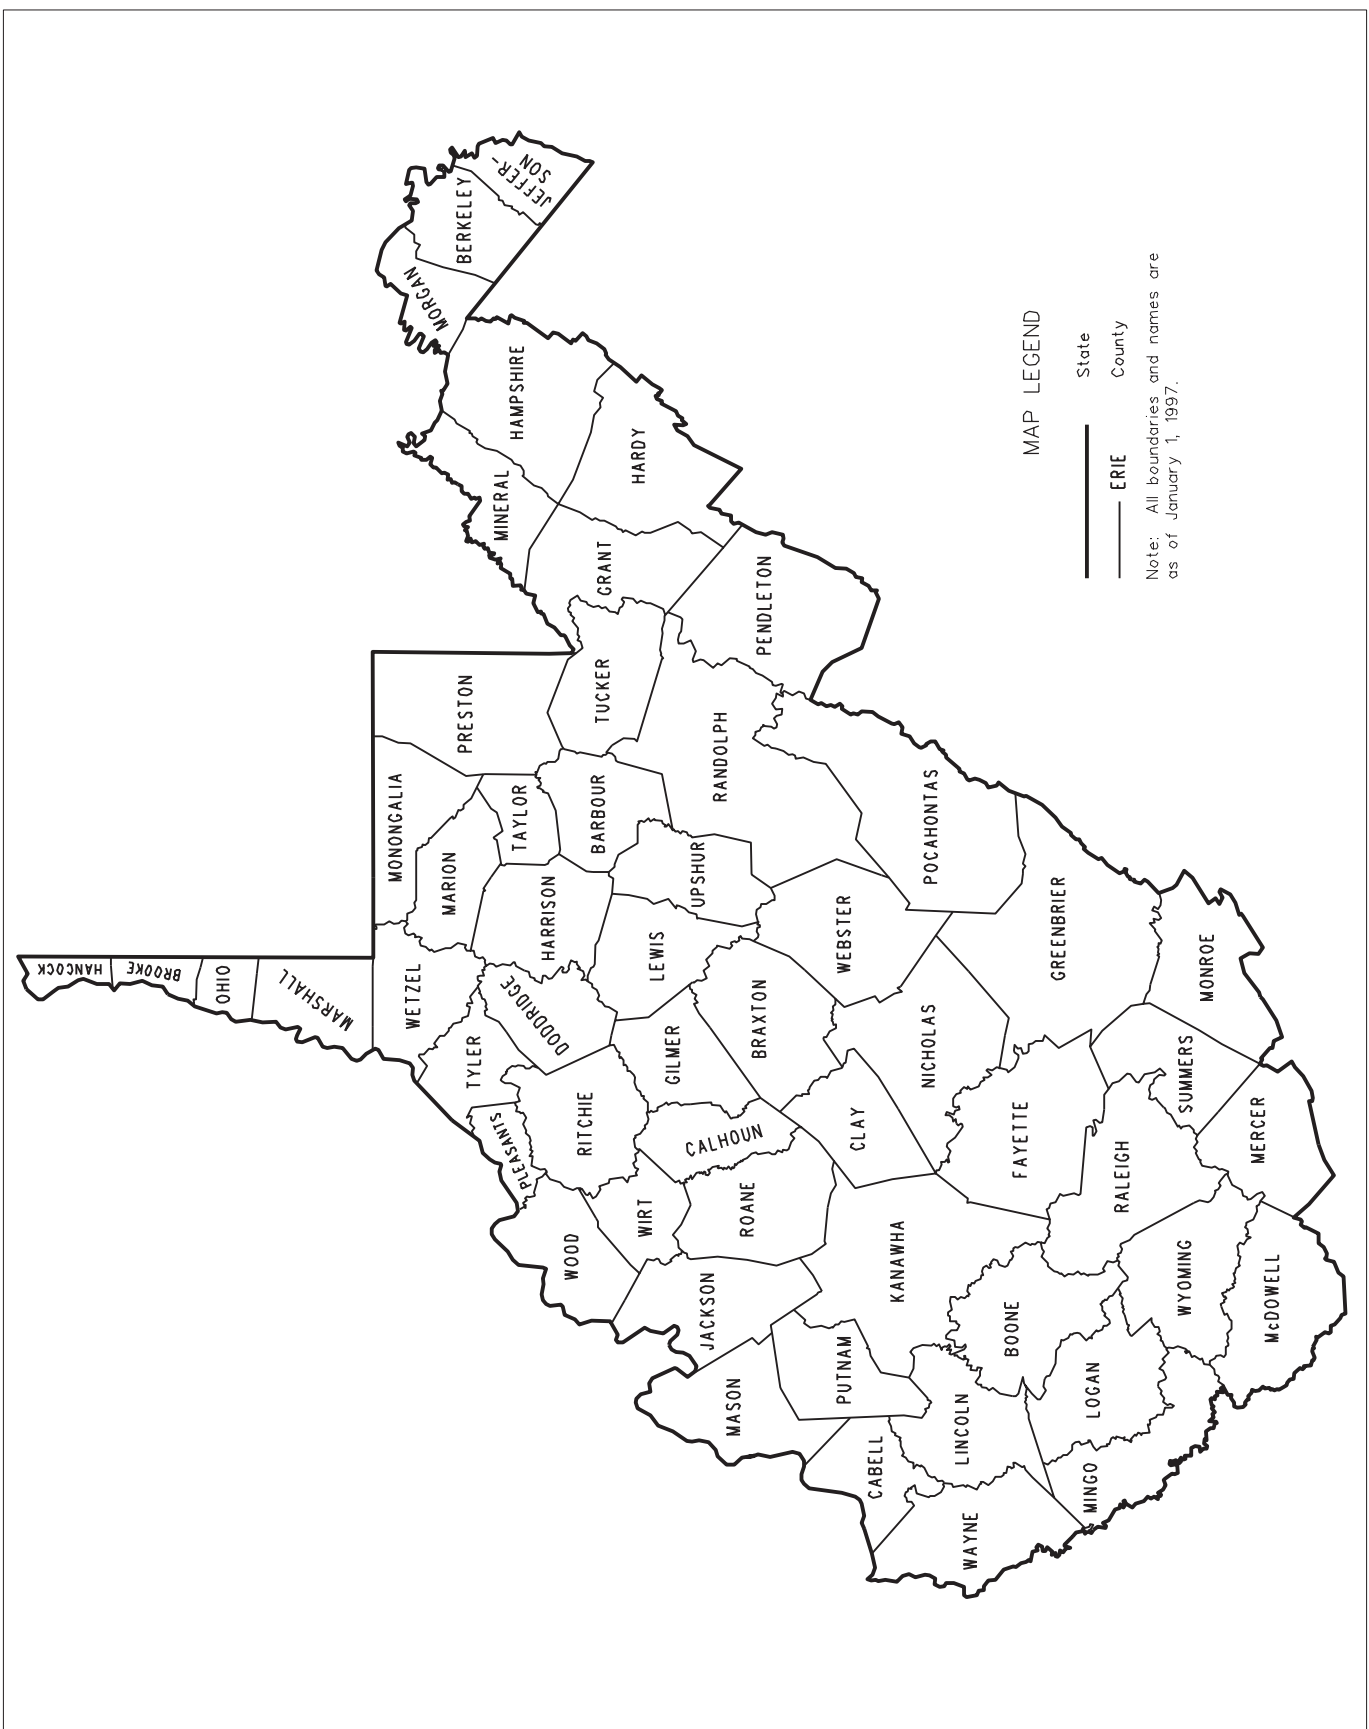 HANCOCK
BROOKE
OHIO
MARSHALL
WETZEL
MONONGALIA
MARION
PRESTON
TYLER
PLEASANTS
DODDRIDGE
HARRISON
TAYLOR
BARBOUR
TUCKER
GRANT
MINERAL
HAMPSHIRE
HARDY
MORGAN
BERKELEY
JEFFER-
SON
WOOD
RITCHIE
WIRT
GILMER
LEWIS
UPSHUR
RANDOLPH
PENDLETON
CALHOUN
BRAXTON
WEBSTER
POCAHONTAS
JACKSON
ROANE
MASON
PUTNAM
KANAWHA
CLAY
NICHOLAS
GREENBRIER
CABELL
LINCOLN
BOONE
FAYETTE
WAYNE
MINGO
LOGAN
RALEIGH
SUMMERS
MONROE
WYOMING
MERCER
McDOWELL
MAP LEGEND
State
ERIE County
Note: All boundaries and names are
as of January 1, 1997.